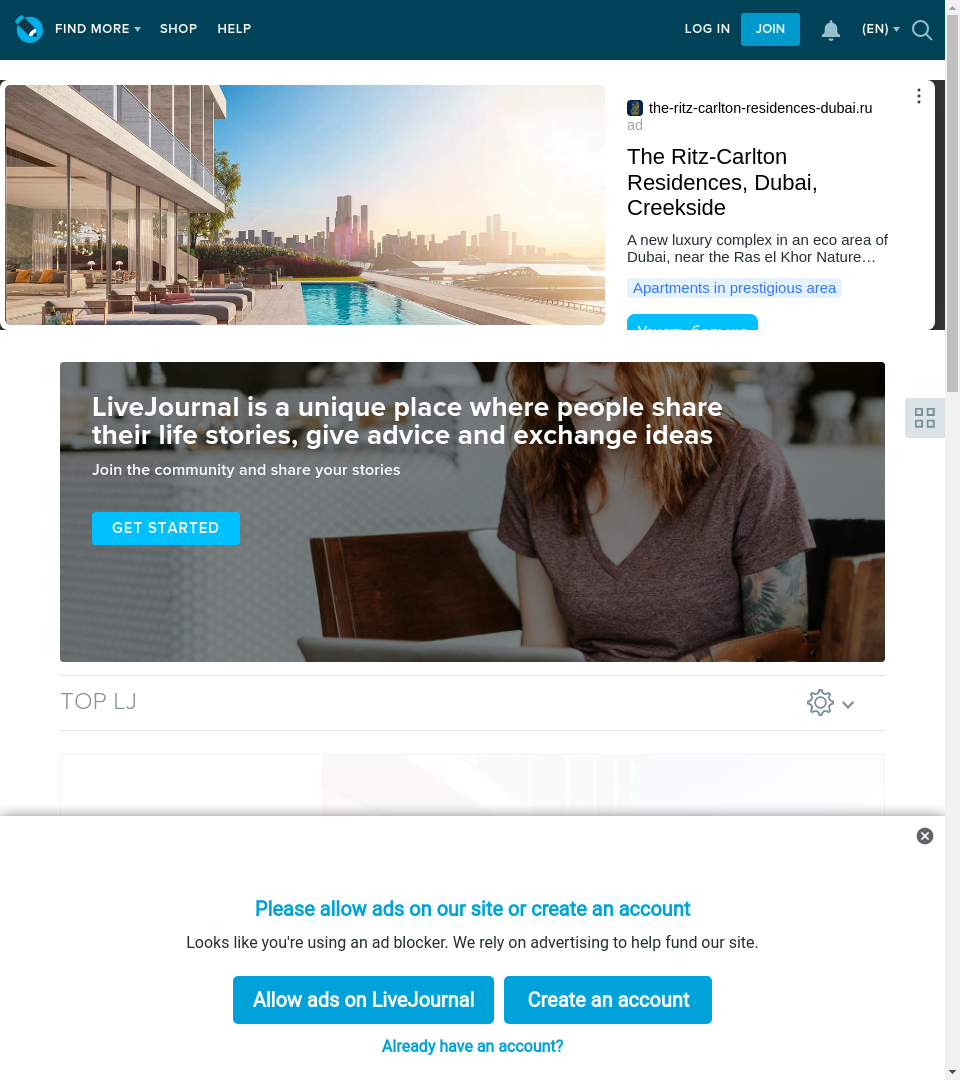 FIND MORE SHOP HELP LOG IN JOIN (EN)
the-ritz-carlton-residences-dubai.ru
ad
The Ritz-Carlton
Residences, Dubai,
Creekside
A new luxury complex in an eco area of
Dubai, near the Ras el Khor Nature…
Apartments in prestigious area
Узнать больше
LiveJournal is a unique place where people share
their life stories, give advice and exchange ideas
Join the community and share your stories
GET STARTED
TOP LJ
Please allow ads on our site or create an account
Looks like you're using an ad blocker. We rely on advertising to help fund our site.
Allow ads on LiveJournal Create an account
Already have an account?